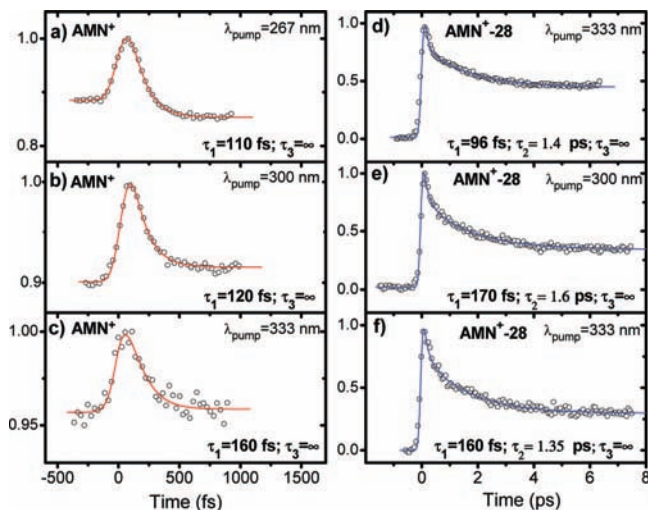 a) AMN⁺ λpump=267 nm
1.0
0.8
τ₁=110 fs; τ₃=∞
b) AMN⁺ λpump=300 nm
1.0
0.9
τ₁=120 fs; τ₃=∞
c) AMN⁺ λpump=333 nm
1.00
0.95
τ₁=160 fs; τ₃=∞
-500 0 500 1000 1500
Time (fs)
d) AMN⁺-28 λpump=333 nm
1.0
0.5
0.0
τ₁=96 fs; τ₂= 1.4 ps; τ₃=∞
e) AMN⁺-28 λpump=300 nm
1.0
0.5
0.0
τ₁=170 fs; τ₂= 1.6 ps; τ₃=∞
f) AMN⁺-28 λpump=333 nm
1.0
0.5
0.0
τ₁=160 fs; τ₂ = 1.35 ps; τ₃=∞
-2 0 2 4 6 8
Time (ps)